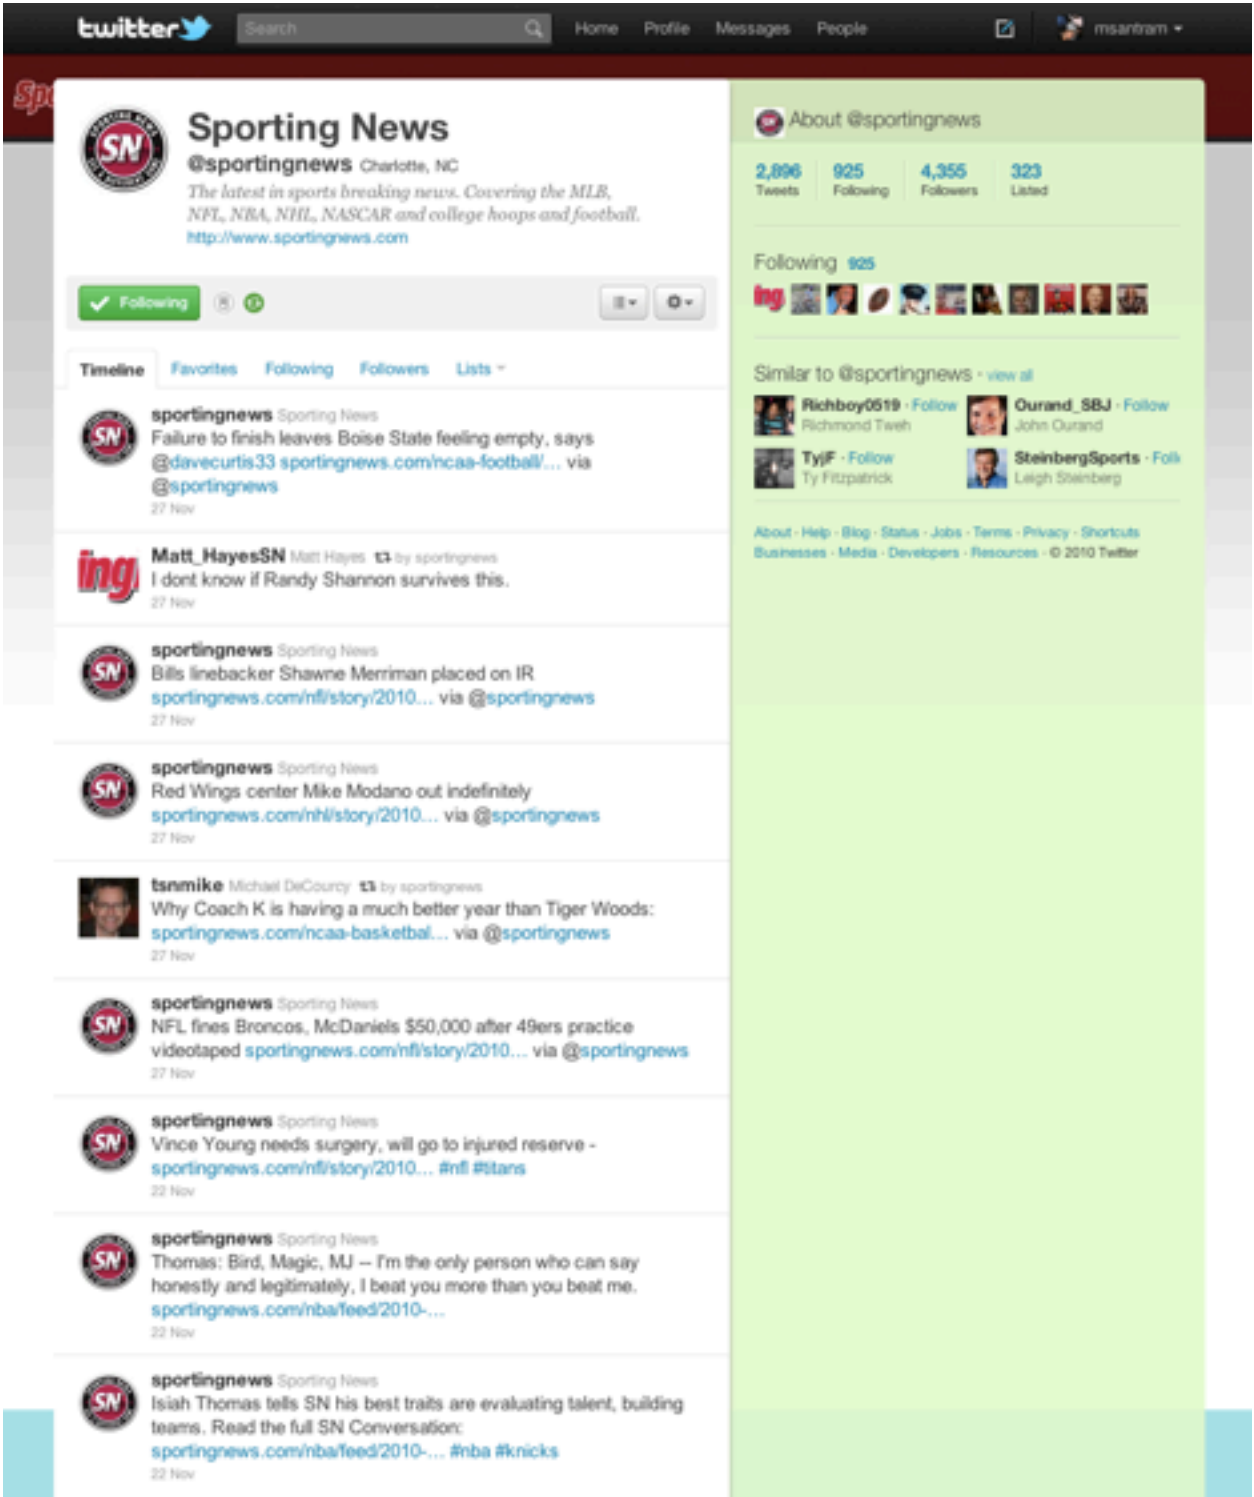 twitter
Search
Home Profile Messages People
msantram
Spo
Sporting News
@sportingnews Charlotte, NC
The latest in sports breaking news. Covering the MLB,
NFL, NBA, NHL, NASCAR and college hoops and football.
http://www.sportingnews.com
Following
Timeline Favorites Following Followers Lists
sportingnews Sporting News
Failure to finish leaves Boise State feeling empty, says
@davecurtis33 sportingnews.com/ncaa-football/... via
@sportingnews
27 Nov
ing
Matt_HayesSN Matt Hayes by sportingnews
I dont know if Randy Shannon survives this.
27 Nov
sportingnews Sporting News
Bills linebacker Shawne Merriman placed on IR
sportingnews.com/nfl/story/2010... via @sportingnews
27 Nov
sportingnews Sporting News
Red Wings center Mike Modano out indefinitely
sportingnews.com/nhl/story/2010... via @sportingnews
27 Nov
tsnmike Michael DeCourcy by sportingnews
Why Coach K is having a much better year than Tiger Woods:
sportingnews.com/ncaa-basketbal... via @sportingnews
27 Nov
sportingnews Sporting News
NFL fines Broncos, McDaniels $50,000 after 49ers practice
videotaped sportingnews.com/nfl/story/2010... via @sportingnews
27 Nov
sportingnews Sporting News
Vince Young needs surgery, will go to injured reserve -
sportingnews.com/nfl/story/2010... #nfl #titans
22 Nov
sportingnews Sporting News
Thomas: Bird, Magic, MJ -- I'm the only person who can say
honestly and legitimately, I beat you more than you beat me.
sportingnews.com/nba/feed/2010-...
22 Nov
sportingnews Sporting News
Isiah Thomas tells SN his best traits are evaluating talent, building
teams. Read the full SN Conversation:
sportingnews.com/nba/feed/2010-... #nba #knicks
22 Nov
SN About @sportingnews
2,896 925 4,355 323
Tweets Following Followers Listed
Following 925
ing
Similar to @sportingnews · view all
Richboy0519 · Follow Ourand_SBJ · Follow
Richmond Tweh John Ourand
TyjF · Follow SteinbergSports · Foll
Ty Fitzpatrick Leigh Steinberg
About · Help · Blog · Status · Jobs · Terms · Privacy · Shortcuts
Businesses · Media · Developers · Resources · © 2010 Twitter